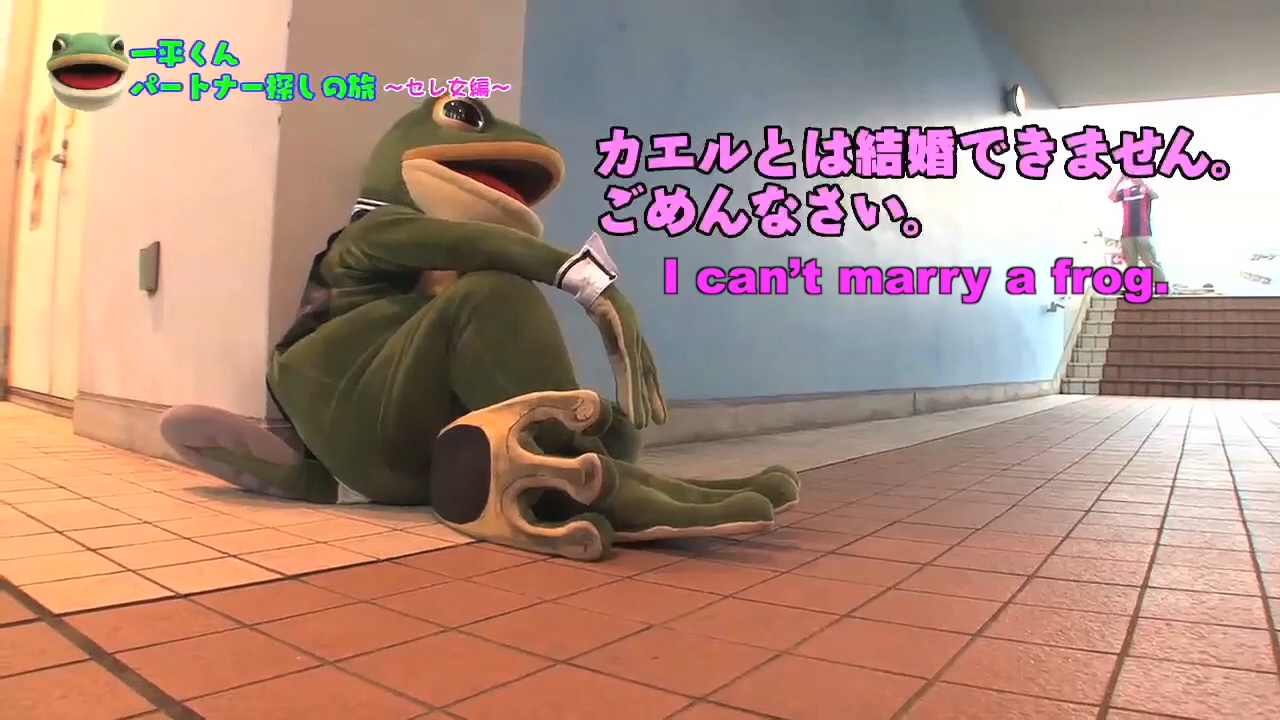 一平くん
パートナー探しの旅 ～セレ女編～
カエルとは結婚できません。
ごめんなさい。
I can't marry a frog.